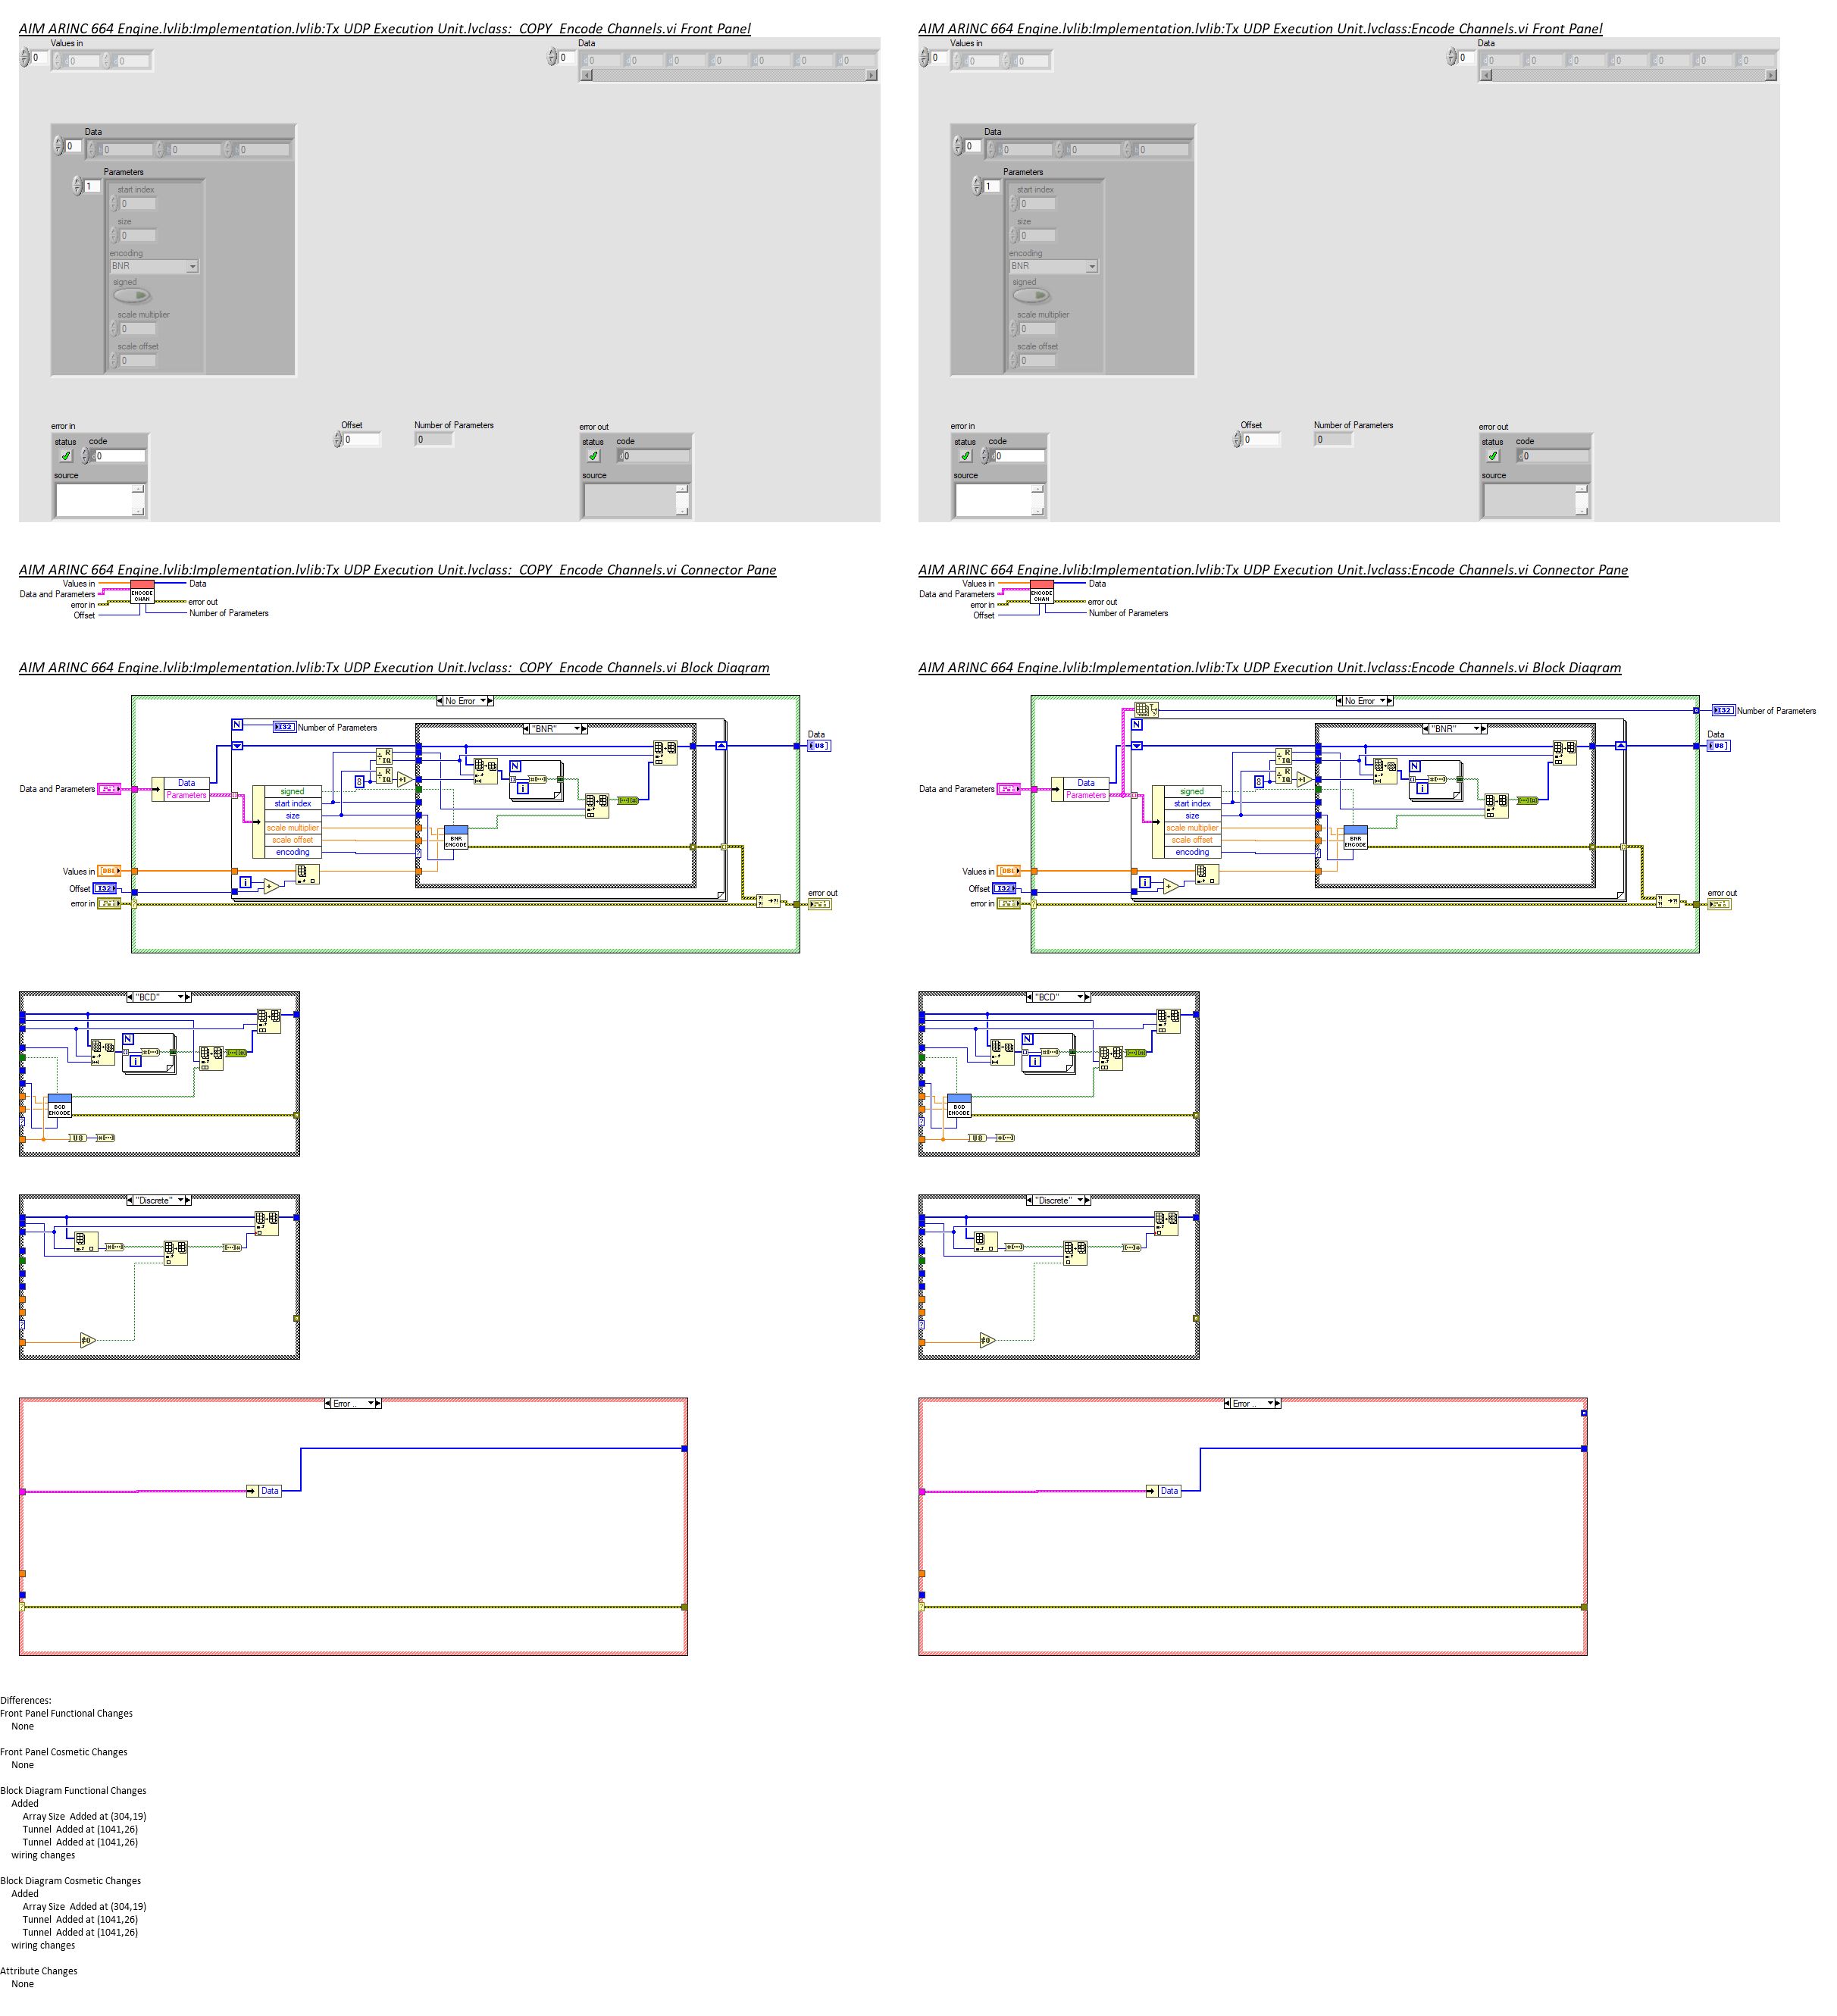 AIM ARINC 664 Engine.lvlib:Implementation.lvlib:Tx UDP Execution Unit.lvclass:  COPY  Encode Channels.vi Front Panel
Values in
0
0
0
Data
0
0
0
0
0
0
0
0
Data
0
0
0
0
Parameters
1
start index
0
size
0
encoding
BNR
signed
scale multiplier
0
scale offset
0
error in
status
code
0
source
Offset
0
Number of Parameters
0
error out
status
code
0
source
AIM ARINC 664 Engine.lvlib:Implementation.lvlib:Tx UDP Execution Unit.lvclass:Encode Channels.vi Front Panel
Values in
0
0
0
Data
0
0
0
0
0
0
0
0
Data
0
0
0
0
Parameters
1
start index
0
size
0
encoding
BNR
signed
scale multiplier
0
scale offset
0
error in
status
code
0
source
Offset
0
Number of Parameters
0
error out
status
code
0
source
AIM ARINC 664 Engine.lvlib:Implementation.lvlib:Tx UDP Execution Unit.lvclass:  COPY  Encode Channels.vi Connector Pane
Values in
Data and Parameters
error in
Offset
ENCODE
CHAN
Data
error out
Number of Parameters
AIM ARINC 664 Engine.lvlib:Implementation.lvlib:Tx UDP Execution Unit.lvclass:Encode Channels.vi Connector Pane
Values in
Data and Parameters
error in
Offset
ENCODE
CHAN
Data
error out
Number of Parameters
AIM ARINC 664 Engine.lvlib:Implementation.lvlib:Tx UDP Execution Unit.lvclass:  COPY  Encode Channels.vi Block Diagram
No Error
N
I32
Number of Parameters
"BNR"
Data
U8
R
IQ
R
IQ
8
+1
N
i
Data and Parameters
Data
Parameters
signed
start index
size
scale multiplier
scale offset
encoding
BNR
ENCODE
Values in
DBL
Offset
I32
i
+
error in
error out
"BCD"
N
i
BCD
ENCODE
U8
"Discrete"
≠0
Error ..
Data
AIM ARINC 664 Engine.lvlib:Implementation.lvlib:Tx UDP Execution Unit.lvclass:Encode Channels.vi Block Diagram
No Error
I32
Number of Parameters
N
"BNR"
Data
U8
R
IQ
R
IQ
8
+1
N
i
Data and Parameters
Data
Parameters
signed
start index
size
scale multiplier
scale offset
encoding
BNR
ENCODE
Values in
DBL
Offset
I32
i
+
error in
error out
"BCD"
N
i
BCD
ENCODE
U8
"Discrete"
≠0
Error ..
Data
Differences:
Front Panel Functional Changes
None
Front Panel Cosmetic Changes
None
Block Diagram Functional Changes
Added
Array Size  Added at (304,19)
Tunnel  Added at (1041,26)
Tunnel  Added at (1041,26)
wiring changes
Block Diagram Cosmetic Changes
Added
Array Size  Added at (304,19)
Tunnel  Added at (1041,26)
Tunnel  Added at (1041,26)
wiring changes
Attribute Changes
None